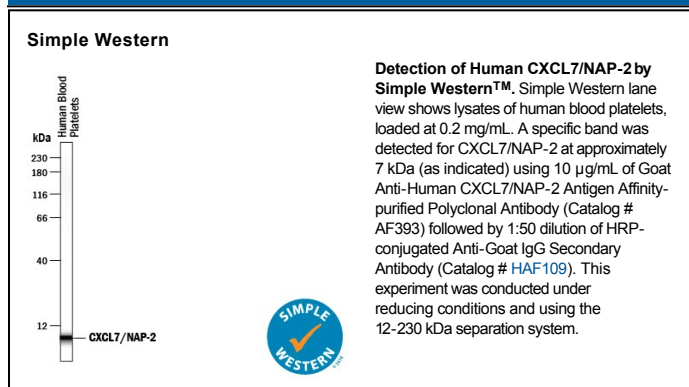 Simple Western
Human Blood
Platelets
kDa
230
180
116
66
40
12
CXCL7/NAP-2
SIMPLE
WESTERN
Detection of Human CXCL7/NAP-2 by
Simple Western™. Simple Western lane
view shows lysates of human blood platelets,
loaded at 0.2 mg/mL. A specific band was
detected for CXCL7/NAP-2 at approximately
7 kDa (as indicated) using 10 µg/mL of Goat
Anti-Human CXCL7/NAP-2 Antigen Affinity-
purified Polyclonal Antibody (Catalog #
AF393) followed by 1:50 dilution of HRP-
conjugated Anti-Goat IgG Secondary
Antibody (Catalog # HAF109). This
experiment was conducted under
reducing conditions and using the
12-230 kDa separation system.